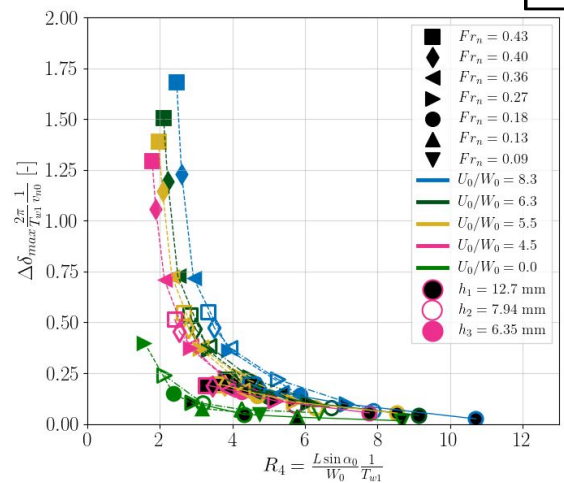 2.00
1.75
1.50
1.25
1.00
0.75
0.50
0.25
0.00
Δδ_max 2π/T_w1 1/v_n0 [-]
0 2 4 6 8 10 12
R_4 = L sin α_0/W_0 1/T_w1
Fr_n = 0.43
Fr_n = 0.40
Fr_n = 0.36
Fr_n = 0.27
Fr_n = 0.18
Fr_n = 0.13
Fr_n = 0.09
U_0/W_0 = 8.3
U_0/W_0 = 6.3
U_0/W_0 = 5.5
U_0/W_0 = 4.5
U_0/W_0 = 0.0
h_1 = 12.7 mm
h_2 = 7.94 mm
h_3 = 6.35 mm